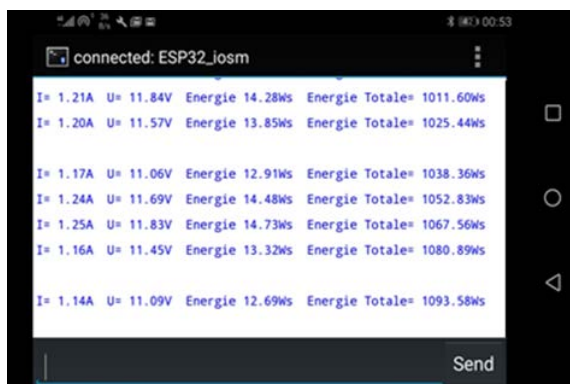 00:53
connected: ESP32_iosm
I= 1.21A U= 11.84V Energie 14.28Ws Energie Totale= 1011.60Ws
I= 1.20A U= 11.57V Energie 13.85Ws Energie Totale= 1025.44Ws
I= 1.17A U= 11.06V Energie 12.91Ws Energie Totale= 1038.36Ws
I= 1.24A U= 11.69V Energie 14.48Ws Energie Totale= 1052.83Ws
I= 1.25A U= 11.83V Energie 14.73Ws Energie Totale= 1067.56Ws
I= 1.16A U= 11.45V Energie 13.32Ws Energie Totale= 1080.89Ws
I= 1.14A U= 11.09V Energie 12.69Ws Energie Totale= 1093.58Ws
Send